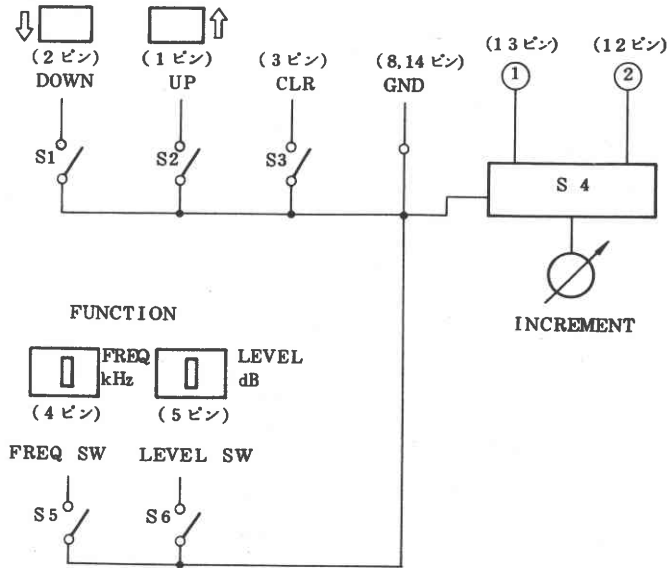 (2ピン) (1ピン) (3ピン) (8,14ピン) (13ピン) (12ピン)
DOWN UP CLR GND 1 2
S1 S2 S3 S 4
INCREMENT
FUNCTION
FREQ kHz
LEVEL dB
(4ピン) (5ピン)
FREQ SW LEVEL SW
S5 S6